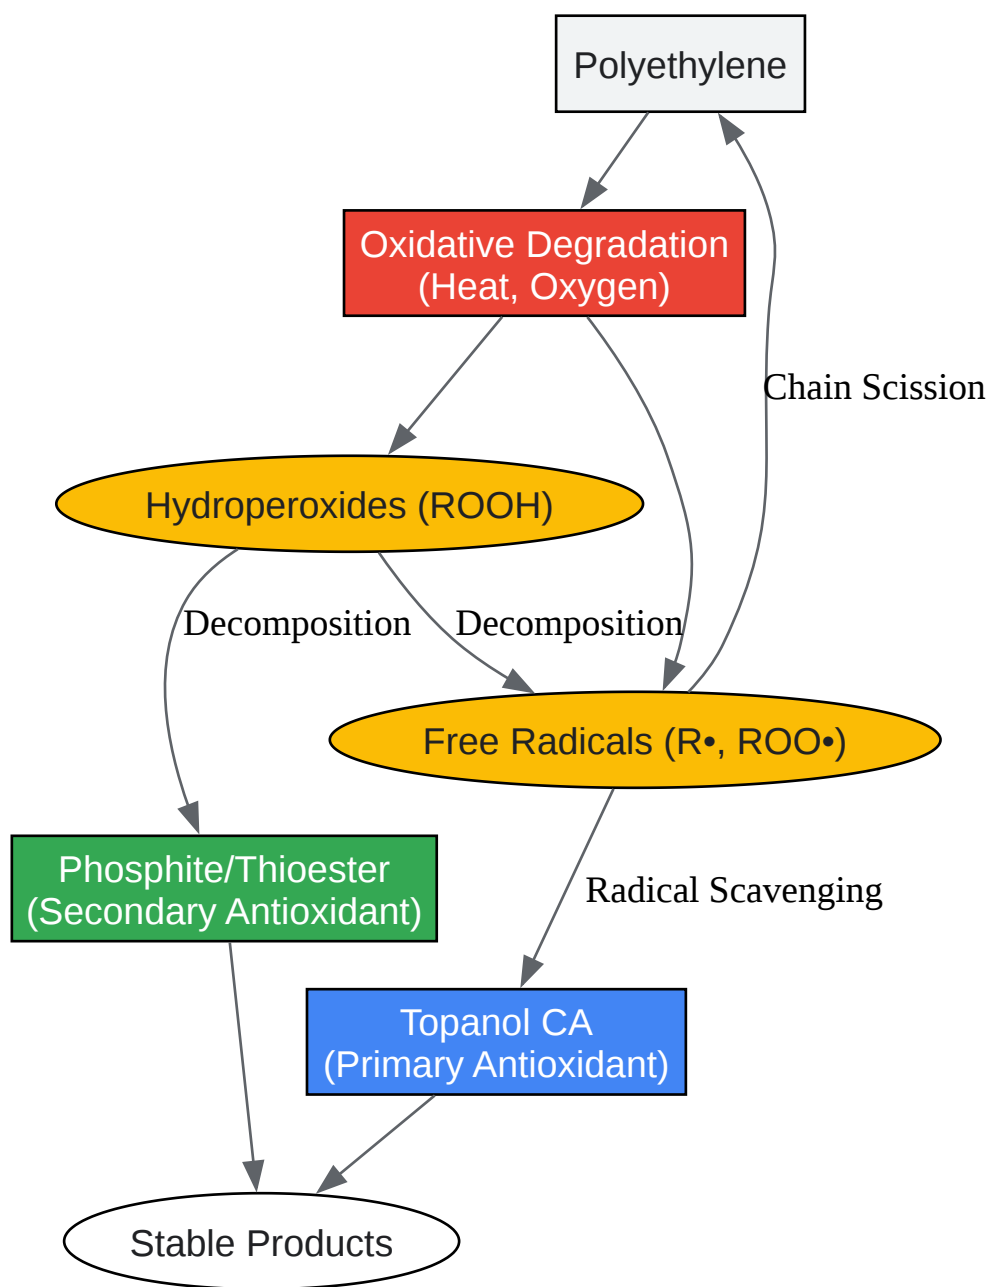 Polyethylene
Oxidative Degradation
(Heat, Oxygen)
Chain Scission
Hydroperoxides (ROOH)
Decomposition
Decomposition
Free Radicals (R•, ROO•)
Phosphite/Thioester
(Secondary Antioxidant)
Radical Scavenging
Topanol CA
(Primary Antioxidant)
Stable Products